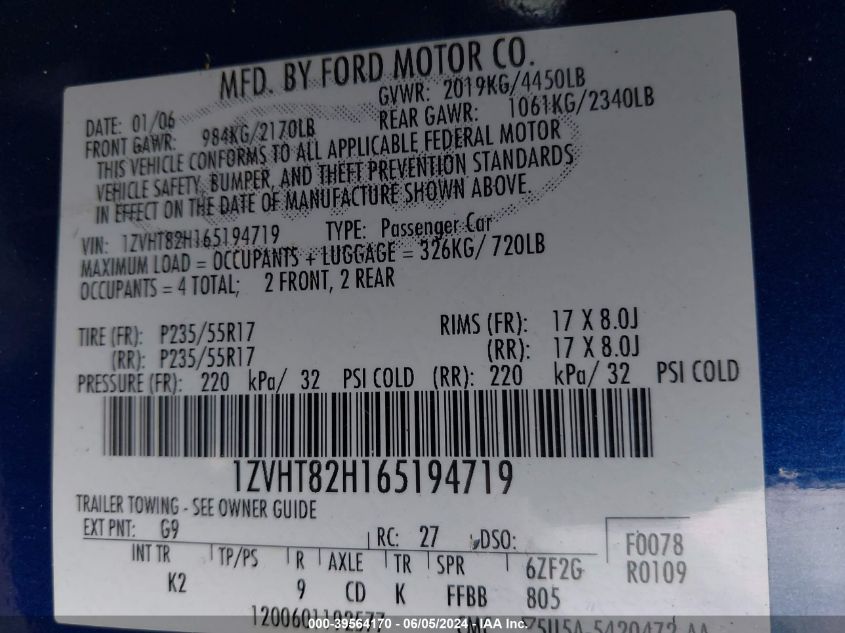 MFD. BY FORD MOTOR CO.
DATE: 01/06 GVWR: 2019KG/4450LB
FRONT GAWR: 984KG/2170LB REAR GAWR: 1061KG/2340LB
THIS VEHICLE CONFORMS TO ALL APPLICABLE FEDERAL MOTOR
VEHICLE SAFETY, BUMPER, AND THEFT PREVENTION STANDARDS
IN EFFECT ON THE DATE OF MANUFACTURE SHOWN ABOVE.
VIN: 1ZVHT82H165194719 TYPE: Passenger Car
MAXIMUM LOAD = OCCUPANTS + LUGGAGE = 326KG/ 720LB
OCCUPANTS = 4 TOTAL; 2 FRONT, 2 REAR
TIRE (FR): P235/55R17 RIMS (FR): 17 X 8.0J
(RR): P235/55R17 (RR): 17 X 8.0J
PRESSURE (FR): 220 kPa/ 32 PSI COLD (RR): 220 kPa/ 32 PSI COLD
1ZVHT82H165194719
TRAILER TOWING - SEE OWNER GUIDE
EXT PNT: G9 RC: 27 DSO: F0078
INT TR TP/PS R AXLE TR SPR 6ZF2G R0109
K2 9 CD K FFBB 805
000-39564170 - 06/05/2024 - IAA Inc.